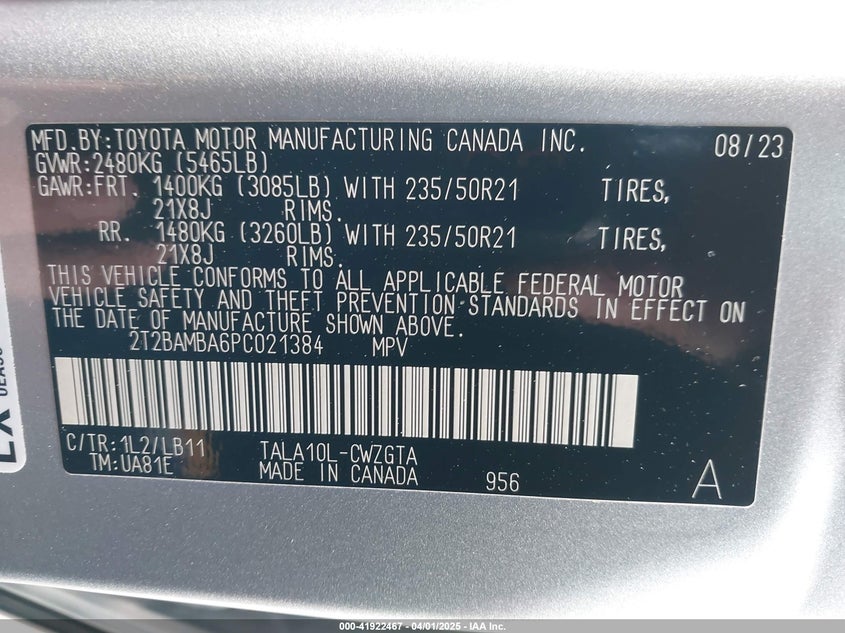 MFD.BY:TOYOTA MOTOR MANUFACTURING CANADA INC. 08/23
GVWR:2480KG (5465LB)
GAWR:FRT. 1400KG (3085LB) WITH 235/50R21 TIRES,
21X8J RIMS.
RR. 1480KG (3260LB) WITH 235/50R21 TIRES,
21X8J RIMS.
THIS VEHICLE CONFORMS TO ALL APPLICABLE FEDERAL MOTOR
VEHICLE SAFETY AND THEFT PREVENTION STANDARDS IN EFFECT ON
THE DATE OF MANUFACTURE SHOWN ABOVE.
2T2BAMBA6PC021384 MPV
C/TR:1L2/LB11 TALA10L-CWZGTA
TM:UA81E MADE IN CANADA 956 A
000-41922467 - 04/01/2025 - IAA Inc.